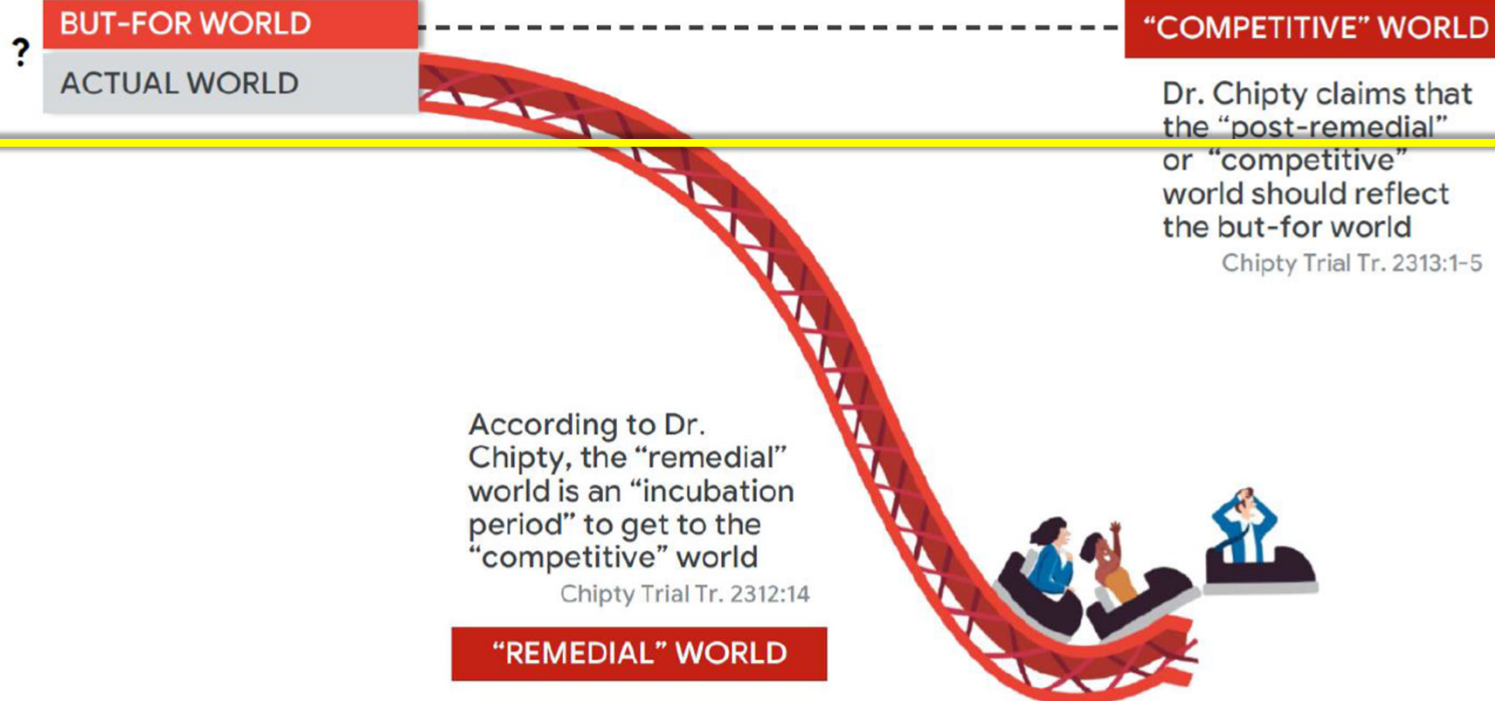 ?
BUT-FOR WORLD
ACTUAL WORLD
“COMPETITIVE” WORLD
Dr. Chipty claims that
the “post-remedial”
or “competitive”
world should reflect
the but-for world
Chipty Trial Tr. 2313:1-5
According to Dr.
Chipty, the “remedial”
world is an “incubation
period” to get to the
“competitive” world
Chipty Trial Tr. 2312:14
“REMEDIAL” WORLD